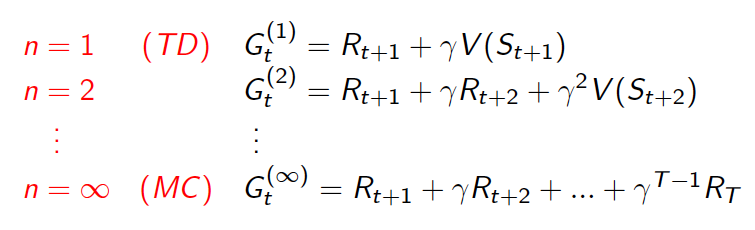 n = 1 (TD) G_t^{(1)} = R_{t+1} + γV(S_{t+1})
n = 2 G_t^{(2)} = R_{t+1} + γR_{t+2} + γ^2V(S_{t+2})
⋮ ⋮
n = ∞ (MC) G_t^{(∞)} = R_{t+1} + γR_{t+2} + ... + γ^{T−1}R_T